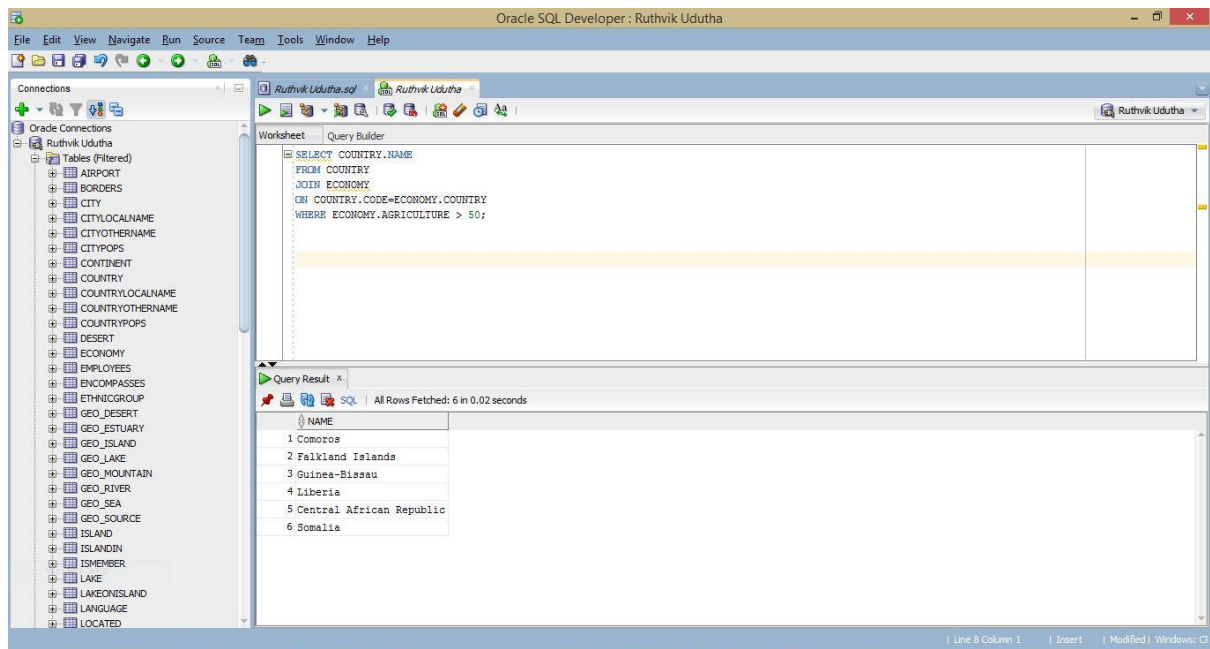 Oracle SQL Developer : Ruthvik Udutha
File Edit View Navigate Run Source Team Tools Window Help
Connections
Oracle Connections
Ruthvik Udutha
Tables (Filtered)
AIRPORT
BORDERS
CITY
CITYLOCALNAME
CITYOTHERNAME
CITYPOPS
CONTINENT
COUNTRY
COUNTRYLOCALNAME
COUNTRYOTHERNAME
COUNTRYPOPS
DESERT
ECONOMY
EMPLOYEES
ENCOMPASSES
ETHNICGROUP
GEO_DESERT
GEO_ESTUARY
GEO_ISLAND
GEO_LAKE
GEO_MOUNTAIN
GEO_RIVER
GEO_SEA
GEO_SOURCE
ISLAND
ISLANDIN
ISMEMBER
LAKE
LAKEONISLAND
LANGUAGE
LOCATED
Ruthvik Udutha.sql
Ruthvik Udutha
Ruthvik Udutha
Worksheet Query Builder
SELECT COUNTRY.NAME
FROM COUNTRY
JOIN ECONOMY
ON COUNTRY.CODE=ECONOMY.COUNTRY
WHERE ECONOMY.AGRICULTURE > 50;
Query Result
SQL | All Rows Fetched: 6 in 0.02 seconds
NAME
1 Comoros
2 Falkland Islands
3 Guinea-Bissau
4 Liberia
5 Central African Republic
6 Somalia
| Line 8 Column 1 | Insert | Modified | Windows: C